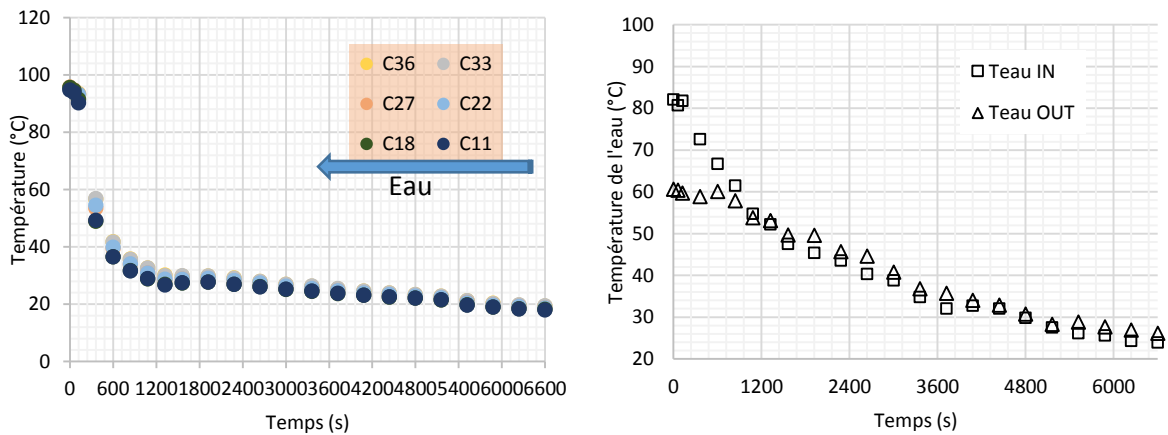 120
100
80
60
40
20
0
Température (°C)
C36 C33
C27 C22
C18 C11
Eau
0 600 1200 1800 2400 3000 3600 4200 4800 5400 6000 6600
Temps (s)
100
90
80
70
60
50
40
30
20
Température de l'eau (°C)
Teau IN
Teau OUT
0 1200 2400 3600 4800 6000
Temps (s)